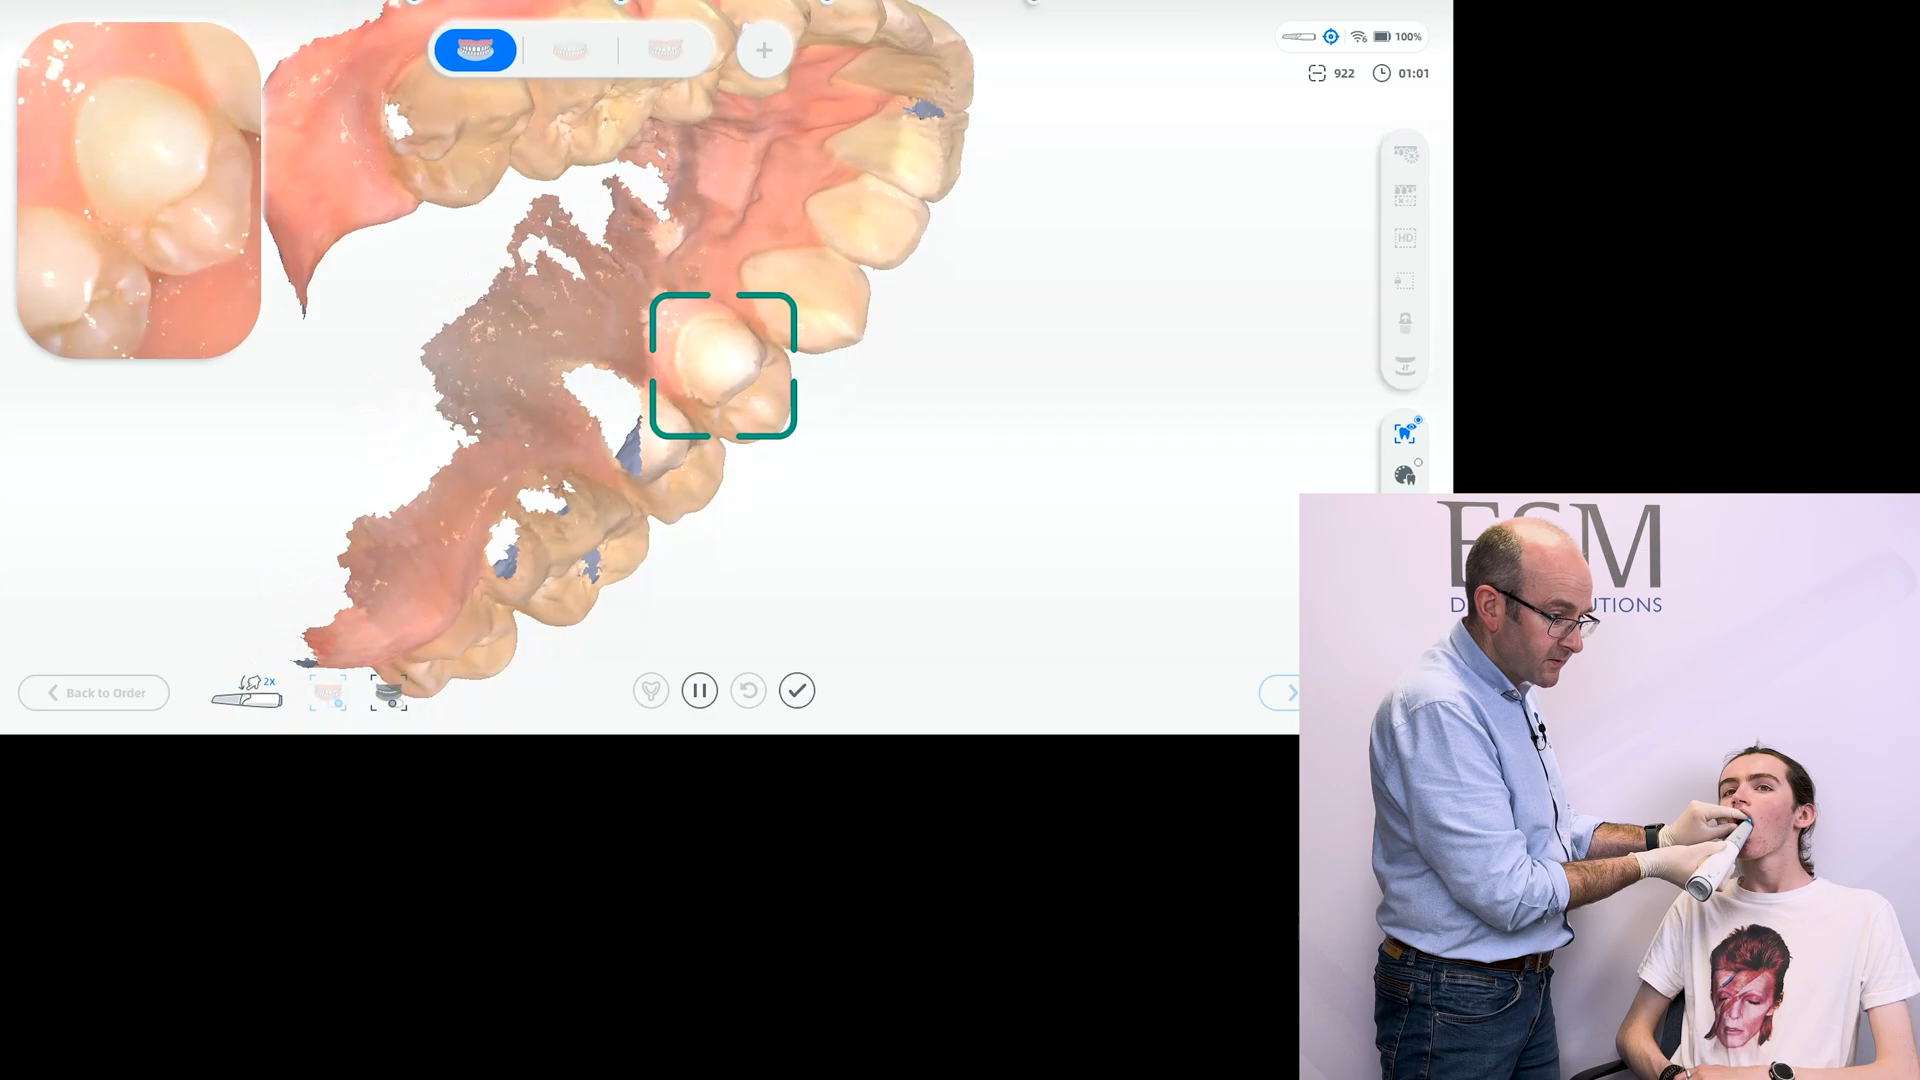 100%
922
01:01
HD
Back to Order
2X
ESM
UTIONS